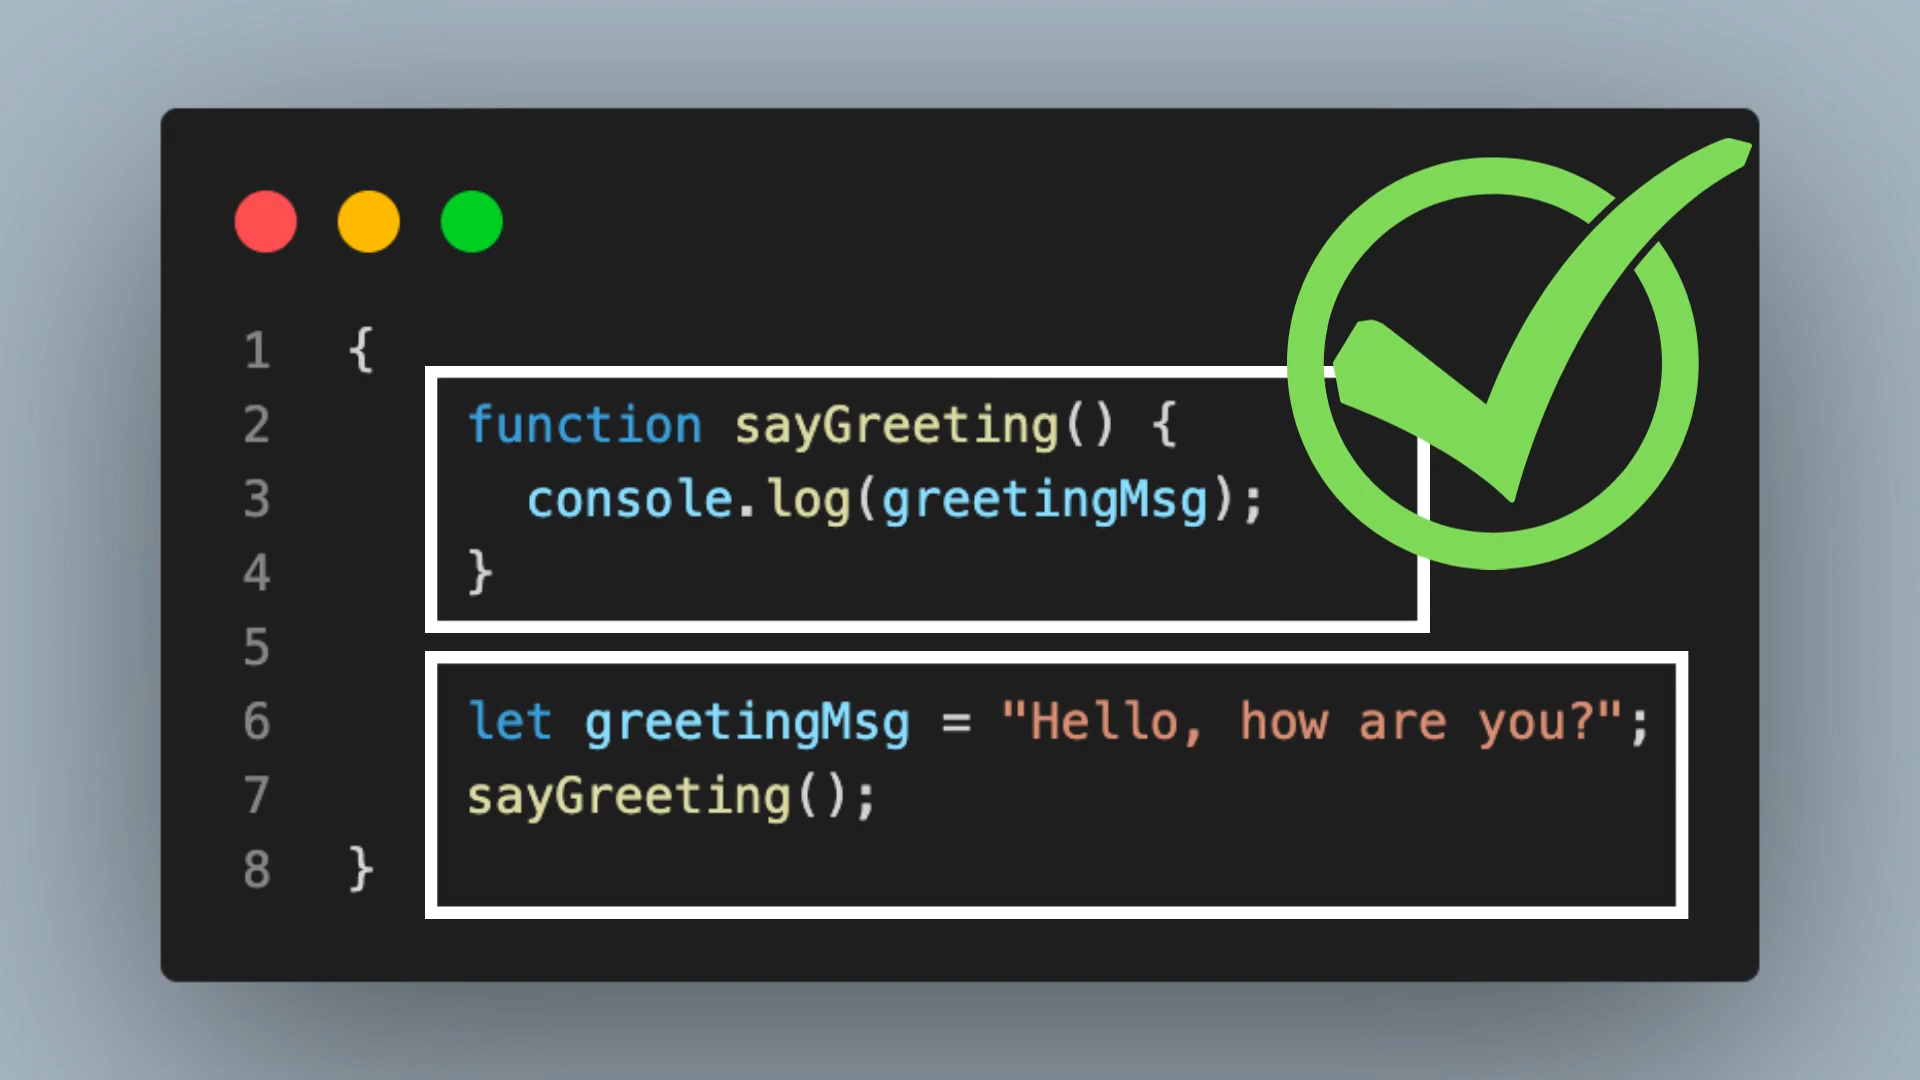 1 {
2 function sayGreeting() {
3 console.log(greetingMsg);
4 }
5
6 let greetingMsg = "Hello, how are you?";
7 sayGreeting();
8 }